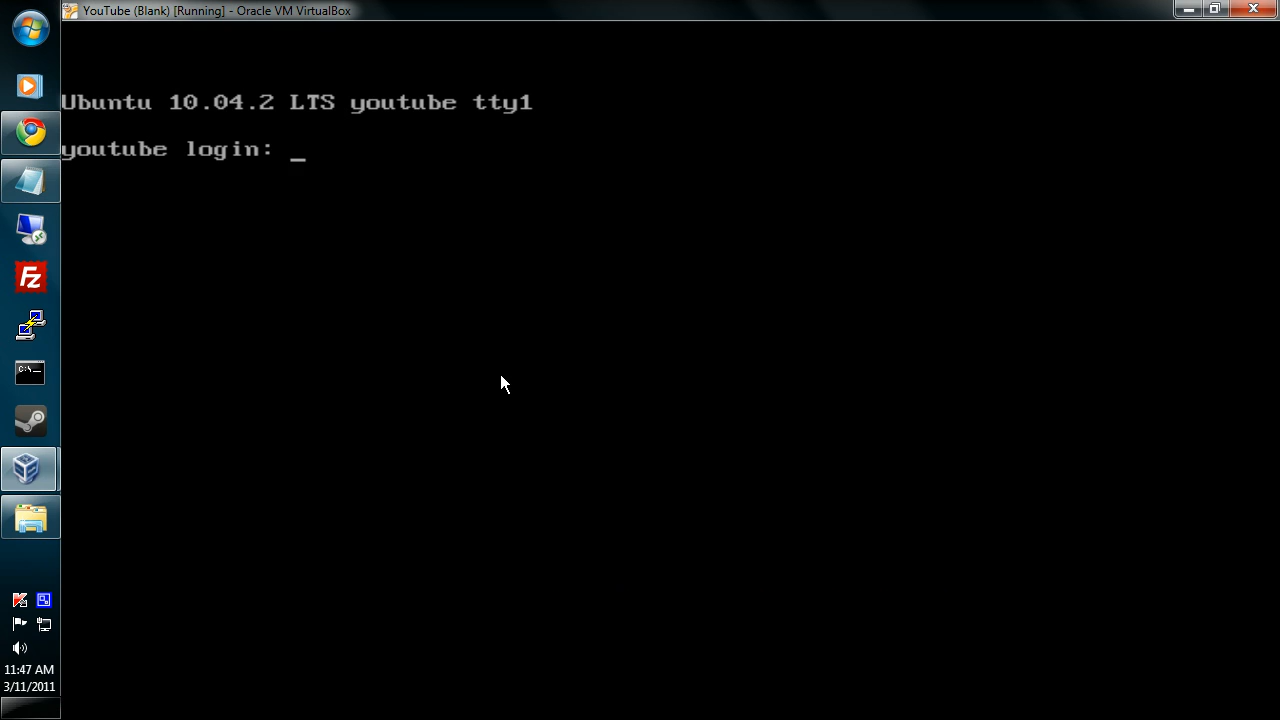 YouTube (Blank) [Running] - Oracle VM VirtualBox
Ubuntu 10.04.2 LTS youtube tty1
youtube login: _
Fz
C:\_
11:47 AM
3/11/2011